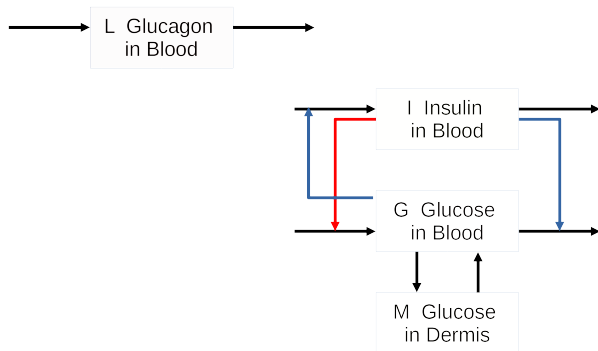 L Glucagon
in Blood
I Insulin
in Blood
G Glucose
in Blood
M Glucose
in Dermis